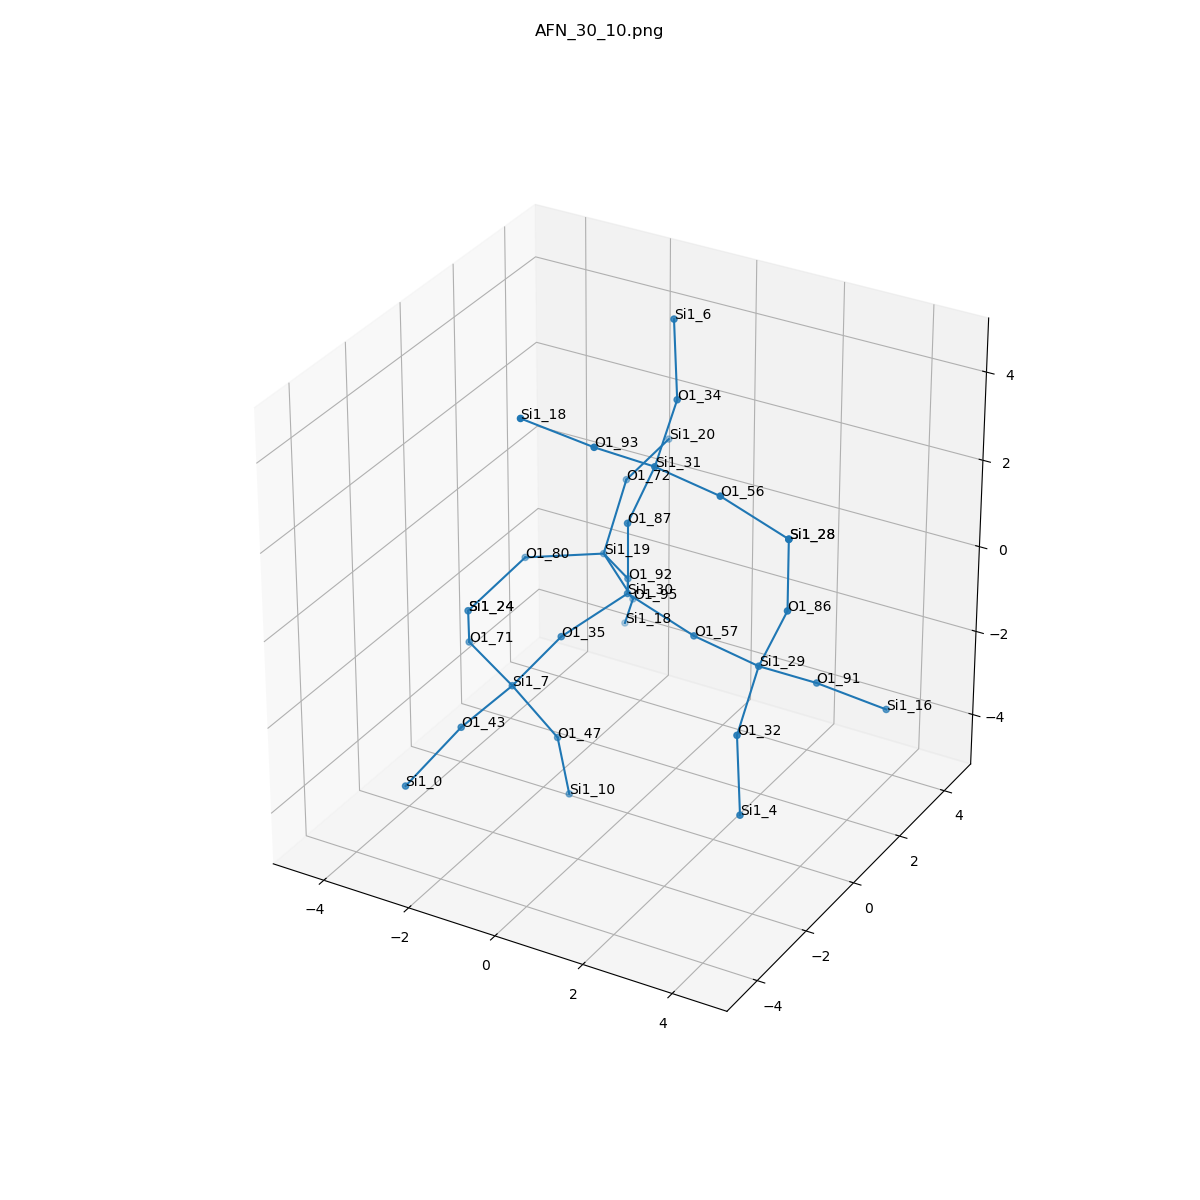 AFN_30_10.png
Si1_6
4
O1_34
Si1_18
Si1_20
O1_93
Si1_31
2
O1_72
O1_56
O1_87
Si1_28
Si1_19
0
O1_80
O1_92
Si1_30
O1_95
Si1_24
O1_86
Si1_18
O1_71
O1_35
O1_57
−2
Si1_29
Si1_7
O1_91
Si1_16
−4
O1_43
O1_47
O1_32
Si1_0
Si1_10
Si1_4
4
2
0
−2
−4
−4
−2
0
2
4